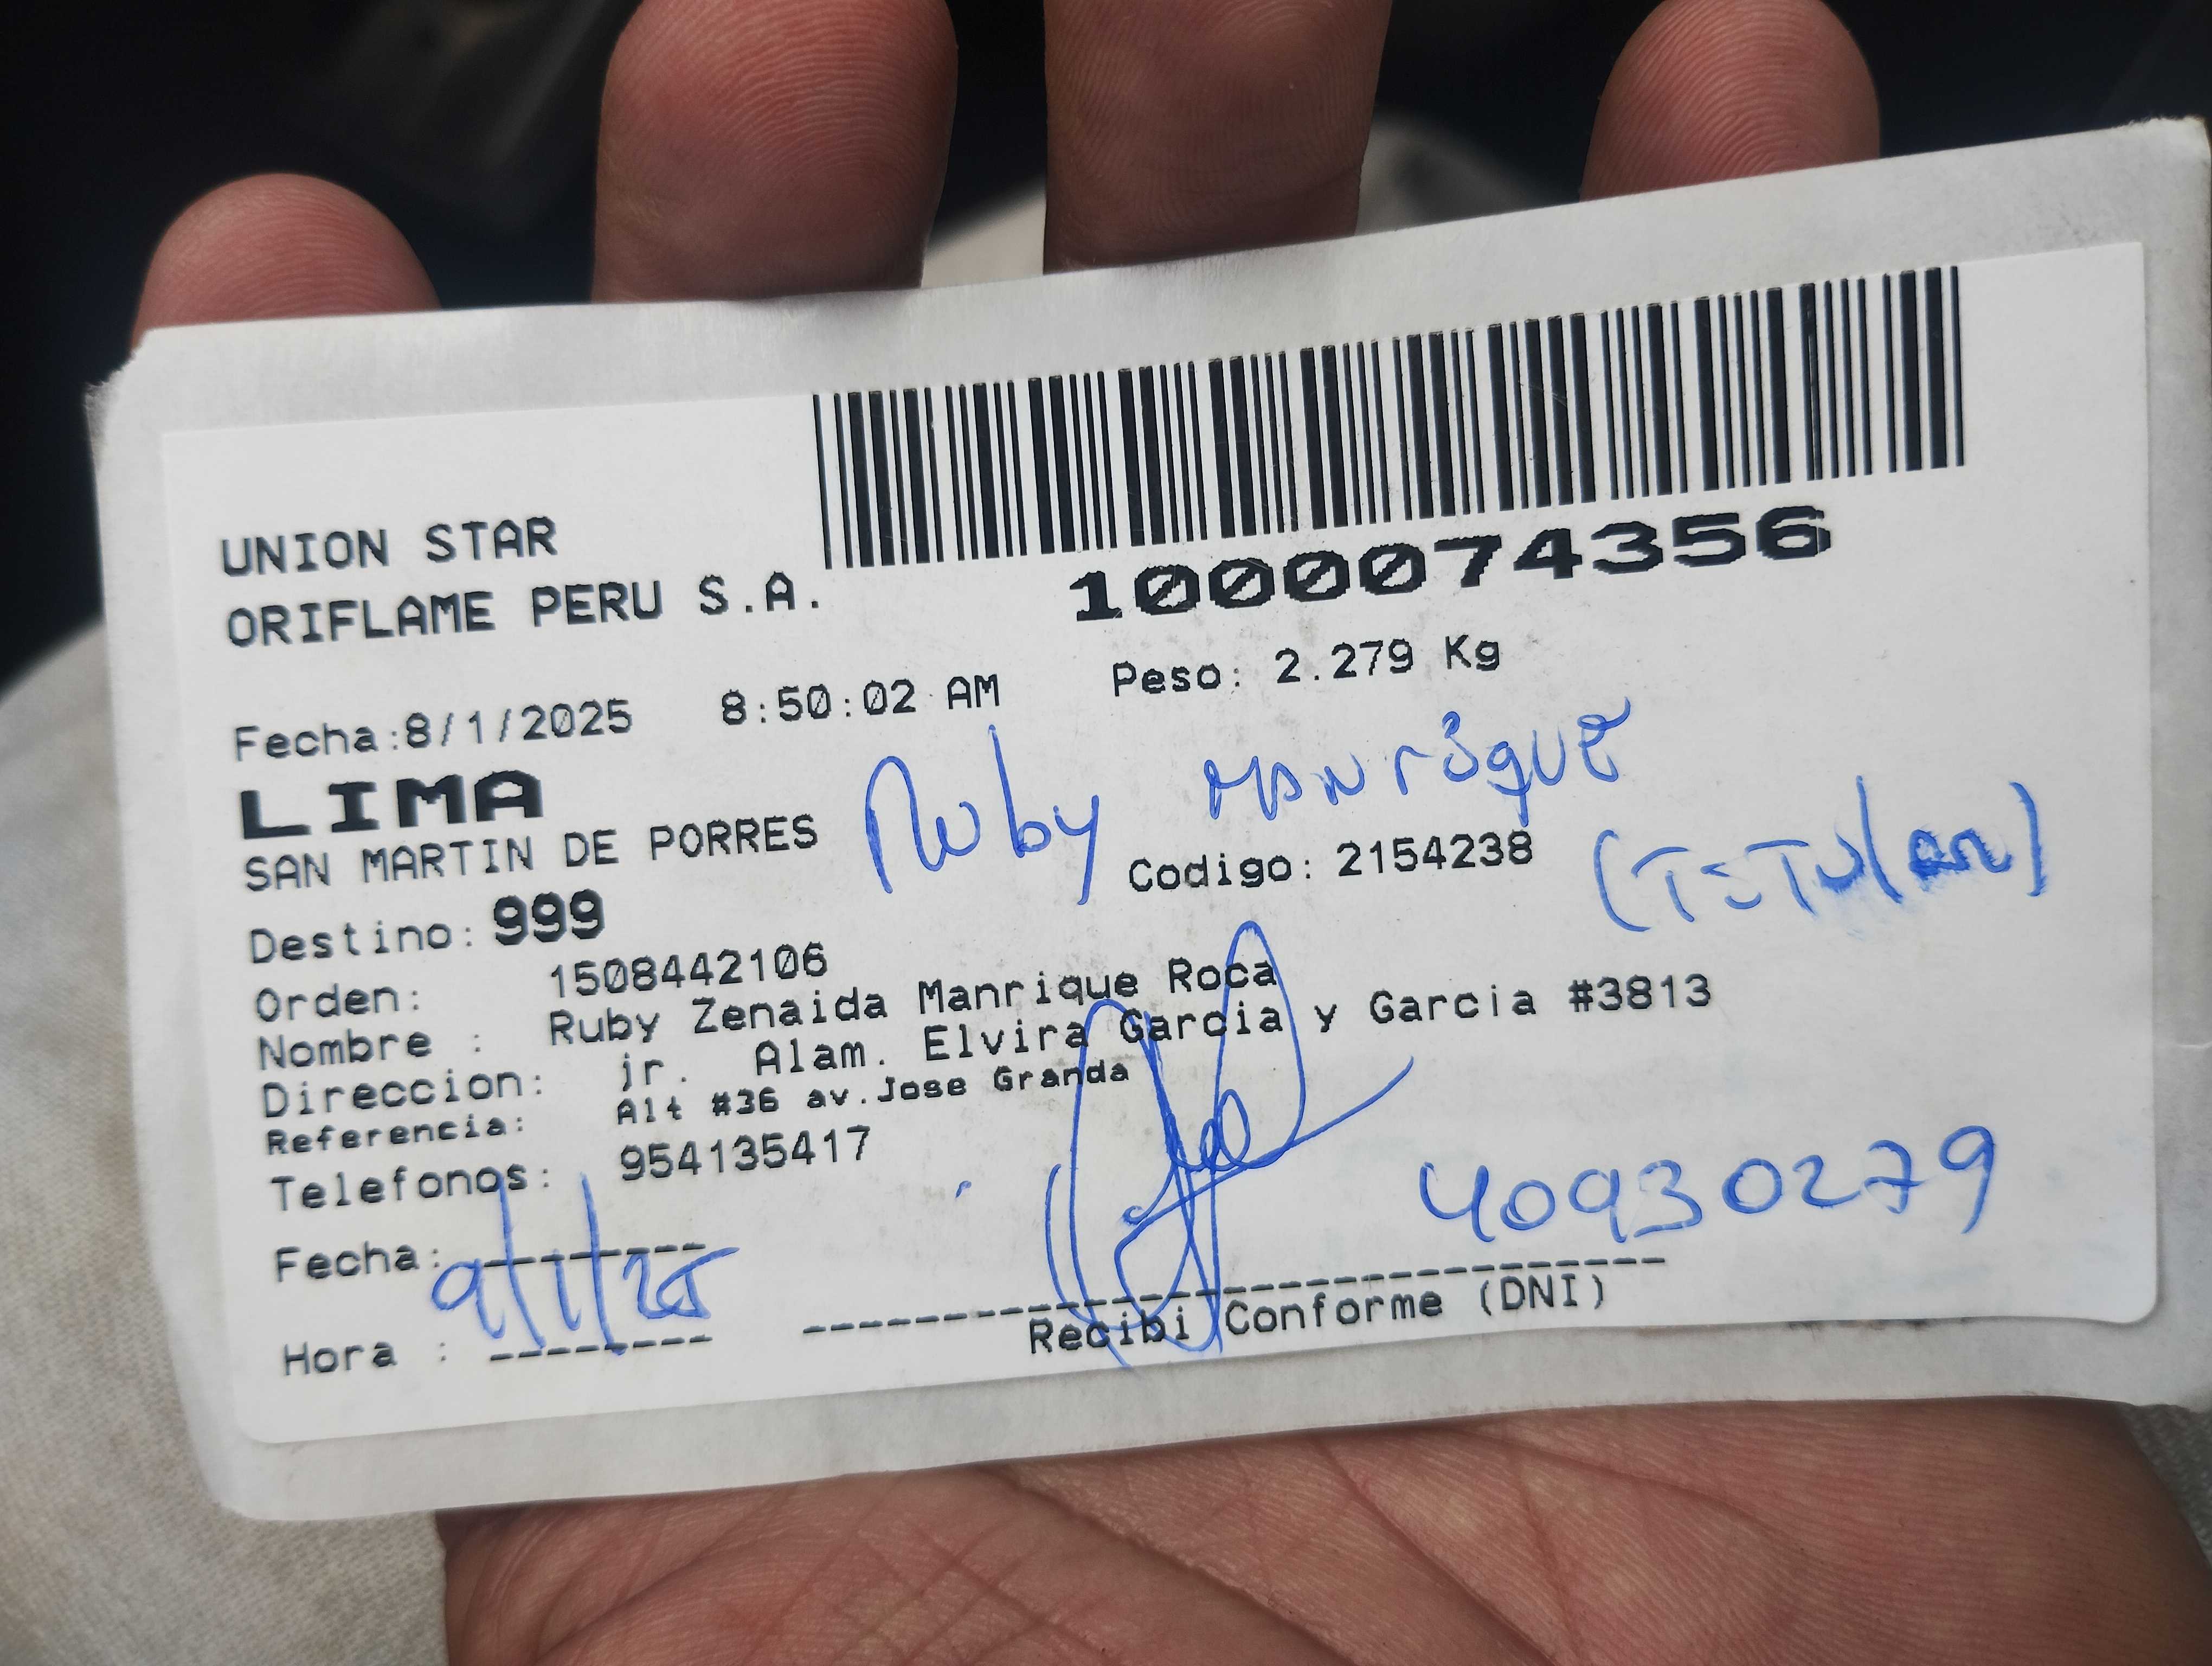 UNION STAR
ORIFLAME PERU S.A.
1000074356
Fecha:8/1/2025 8:50:02 AM Peso: 2.279 Kg
LIMA
Ruby Manrique
SAN MARTIN DE PORRES
Codigo: 2154238 (Titular)
Destino: 999
Orden: 1508442106
Nombre : Ruby Zenaida Manrique Roca
Direccion: jr. Alam. Elvira Garcia y Garcia #3813
Referencia: Alt #36 av.Jose Granda
Telefonos: 954135417
40930279
Fecha: 9/1/25
Recibi Conforme (DNI)
Hora :